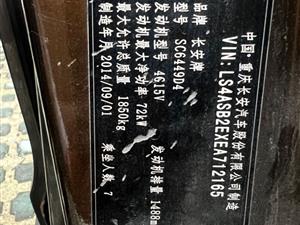 中国重庆长安汽车股份有限公司制造
VIN:LS4ASB2EXEA712165
品牌 长安牌
型号 SC6449D4
发动机型号 4615V
发动机最大净功率 72kW 发动机排量 1488m
最大允许总质量 1850kg
制造年月 2014/09/01 乘坐人数 7